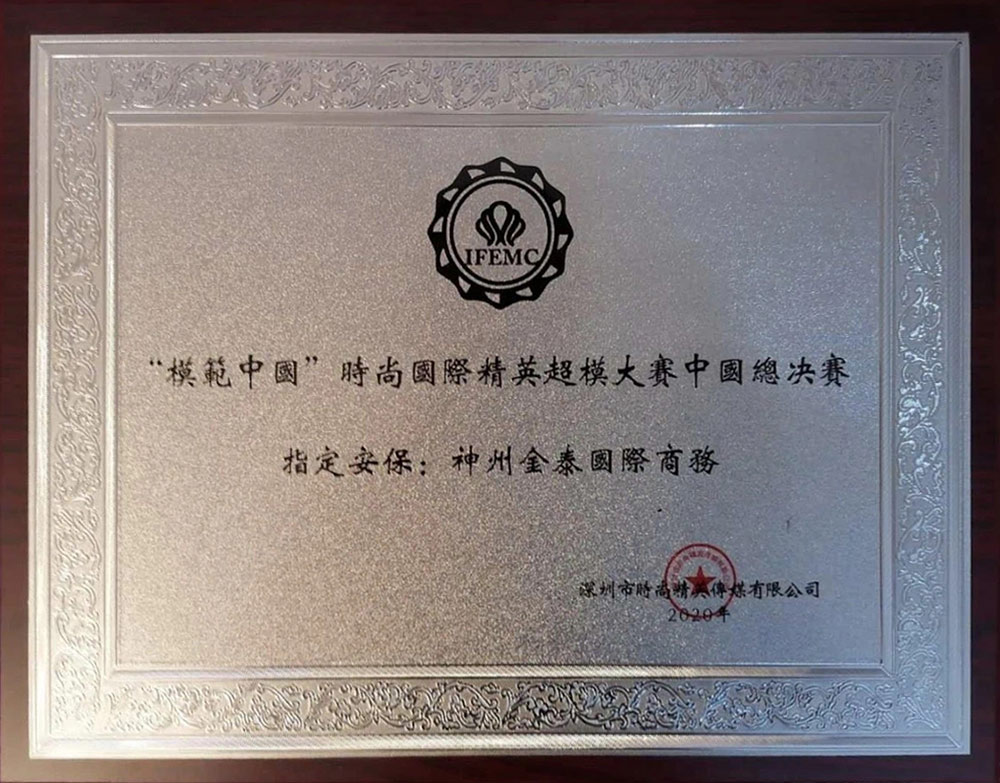 IFEMC
“模範中國”時尚國際精英超模大賽中國總决賽
指定安保：神州金泰國際商務
深圳市時尚精英傳媒有限公司
2020年